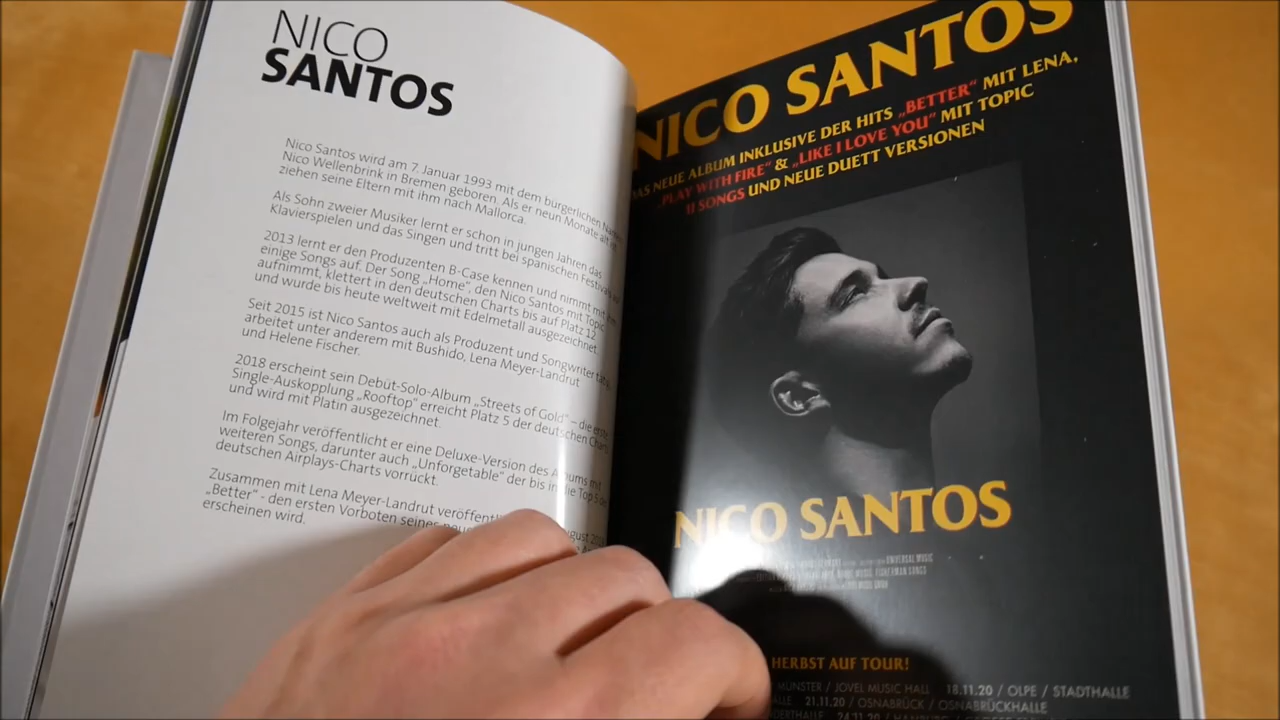 NICO
SANTOS
Nico Santos wird am 7. Januar 1993 mit dem bürgerlichen
Nico Wellenbrink in Bremen geboren. Als er neun Monate alt
ziehen seine Eltern mit ihm nach Mallorca.
Als Sohn zweier Musiker lernt er schon in jungen Jahren das
Klavierspielen und das Singen und tritt bei spanischen
2013 lernt er den Produzenten B-Case kennen und nimmt mit
einige Songs auf. Der Song „Home", den Nico Santos mit Topic
aufnimmt, klettert in den deutschen Charts bis auf Platz 12
und wurde bis heute weltweit mit Edelmetall ausgezeichnet
Seit 2015 ist Nico Santos auch als Produzent und Songwriter
arbeitet unter anderem mit Bushido, Lena Meyer-Landrut
und Helene Fischer.
2018 erscheint sein Debüt-Solo-Album „Streets of Gold" – die
Single-Auskopplung „Rooftop" erreicht Platz 5 der deutschen
und wird mit Platin ausgezeichnet.
Im Folgejahr veröffentlicht er eine Deluxe-Version des Albums mit
weiteren Songs, darunter auch „Unforgetable" der bis in die Top 5
deutschen Airplays-Charts vorrückt.
Zusammen mit Lena Meyer-Landrut
„Better" - den ersten Vorboten seines
erscheinen wird.
NICO SANTOS
DAS NEUE ALBUM INKLUSIVE DER HITS „BETTER“ MIT LENA,
„PLAY WITH FIRE“ & „LIKE I LOVE YOU“ MIT TOPIC
11 SONGS UND NEUE DUETT VERSIONEN
NICO SANTOS
UNIVERSAL MUSIC
FISHERMAN SONGS
HERBST AUF TOUR!
MÜNSTER / JOVEL MUSIC HALL 18.11.20 / OLPE / STADTHALLE
21.11.20 / OSNABRÜCK / OSNABRÜCKHALLE
24.11.20 / HAMBURG